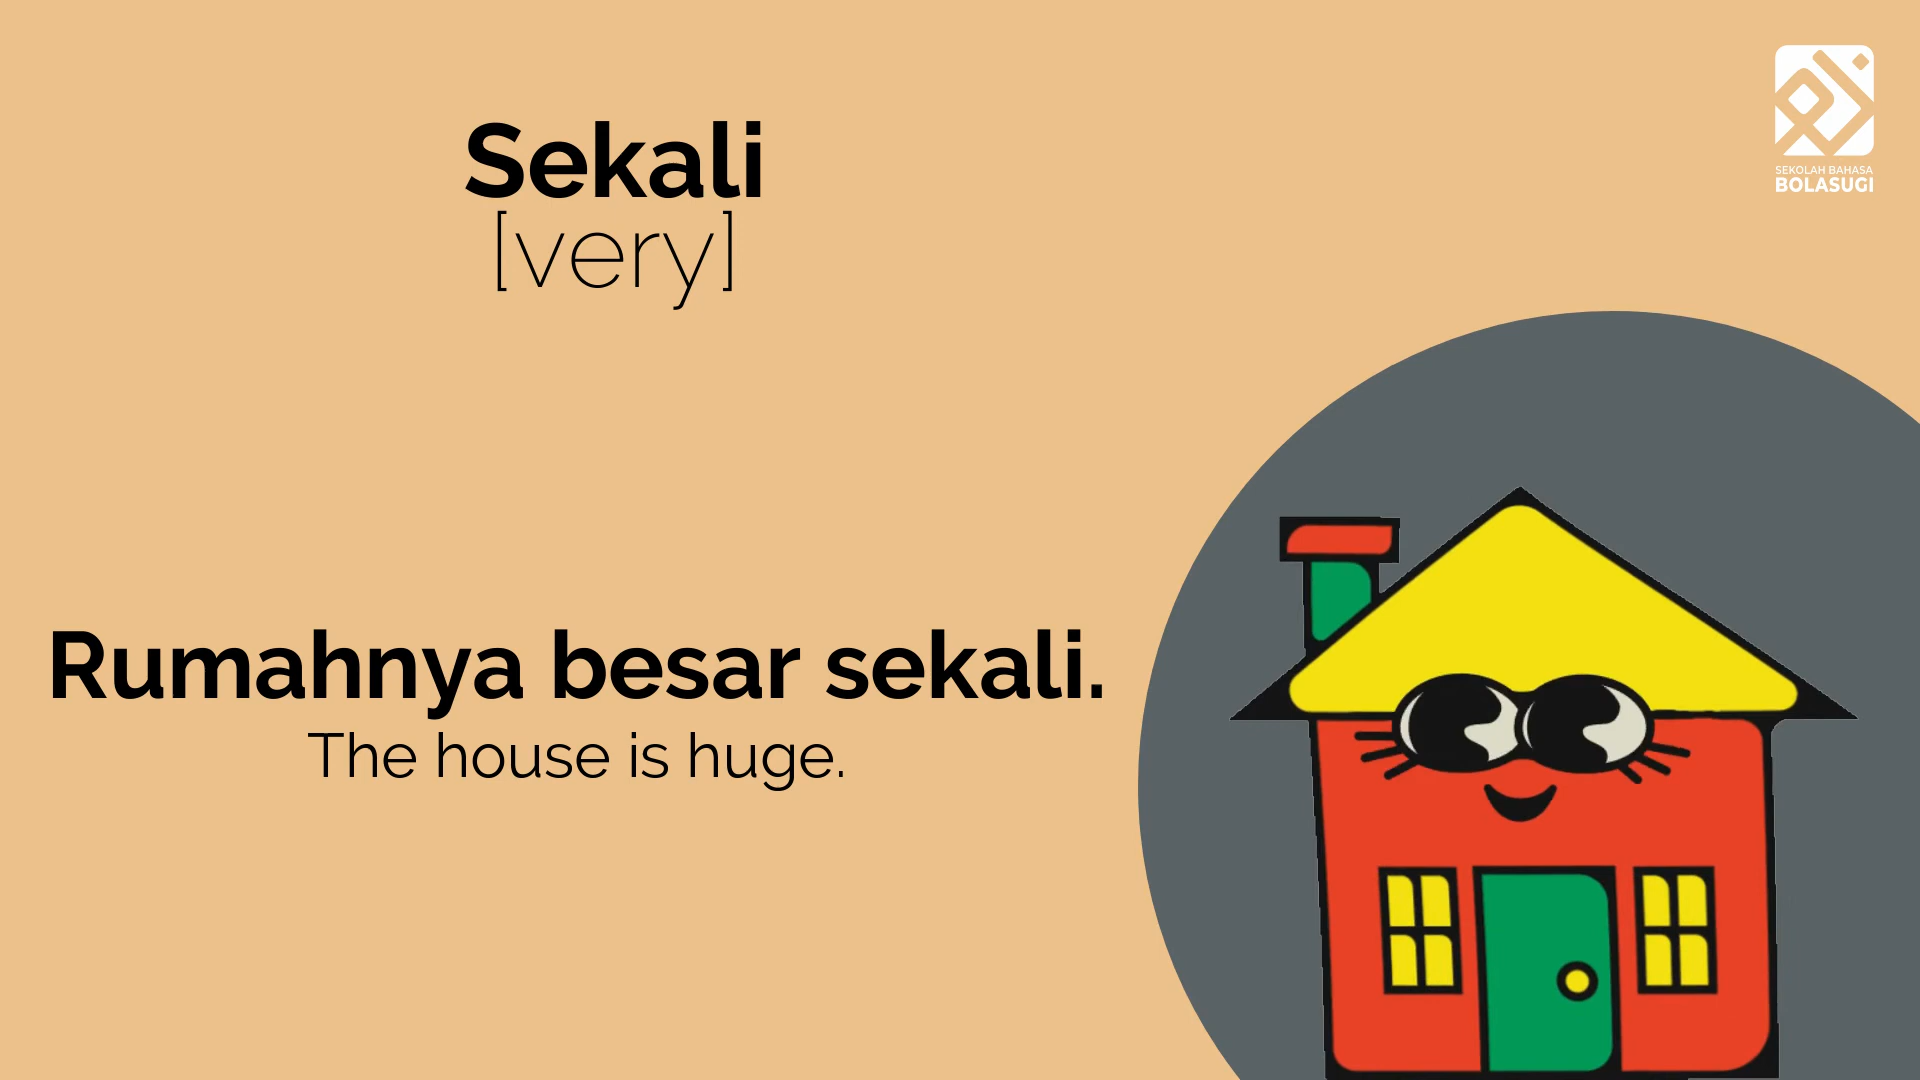 Sekali
[very]
SEKOLAH BAHASA
BOLASUGI
Rumahnya besar sekali.
The house is huge.